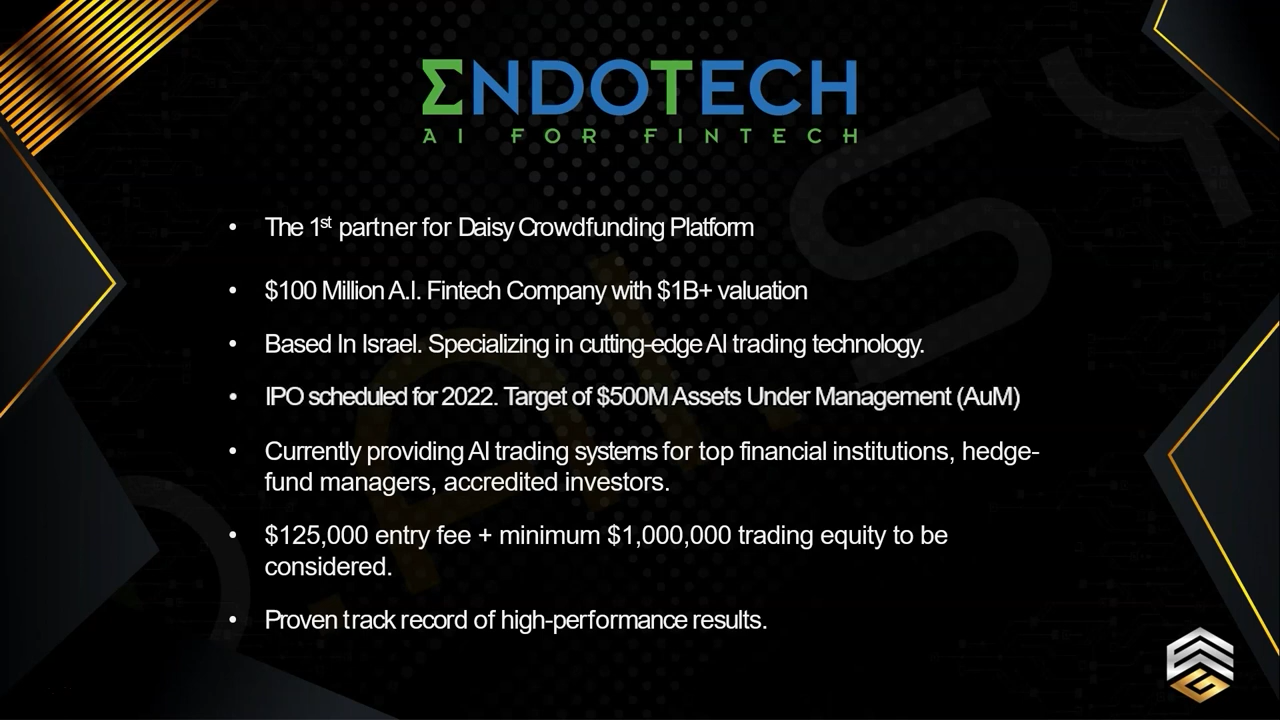 ΣNDOTECH
AI FOR FINTECH
• The 1st partner for Daisy Crowdfunding Platform
• $100 Million A.I. Fintech Company with $1B+ valuation
• Based In Israel. Specializing in cutting-edge AI trading technology.
• IPO scheduled for 2022. Target of $500M Assets Under Management (AuM)
• Currently providing AI trading systems for top financial institutions, hedge-
fund managers, accredited investors.
• $125,000 entry fee + minimum $1,000,000 trading equity to be
considered.
• Proven track record of high-performance results.
DAISY